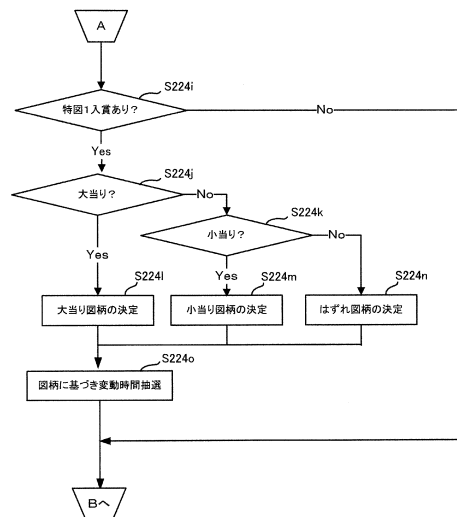 A
S224i
特図1入賞あり?
No
Yes
S224j
大当り?
No
S224k
小当り?
No
Yes
Yes
S224l
S224m
S224n
大当り図柄の決定
小当り図柄の決定
はずれ図柄の決定
S224o
図柄に基づき変動時間抽選
Bへ